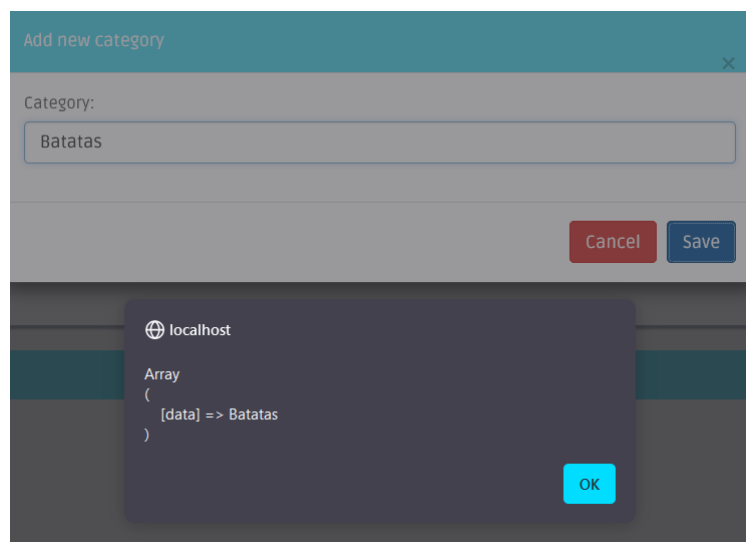 Add new category
×
Category:
Batatas
Cancel Save
localhost
Array
(
[data] => Batatas
)
OK